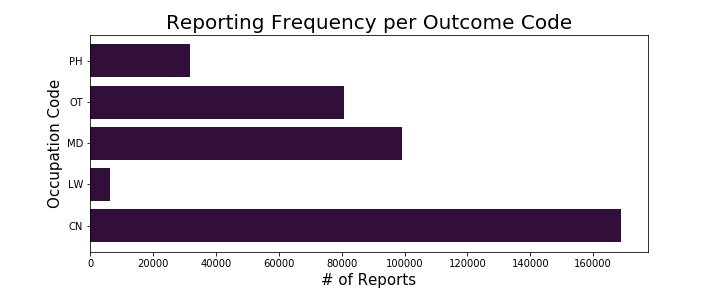 Reporting Frequency per Outcome Code
Occupation Code
PH
OT
MD
LW
CN
0 20000 40000 60000 80000 100000 120000 140000 160000
# of Reports